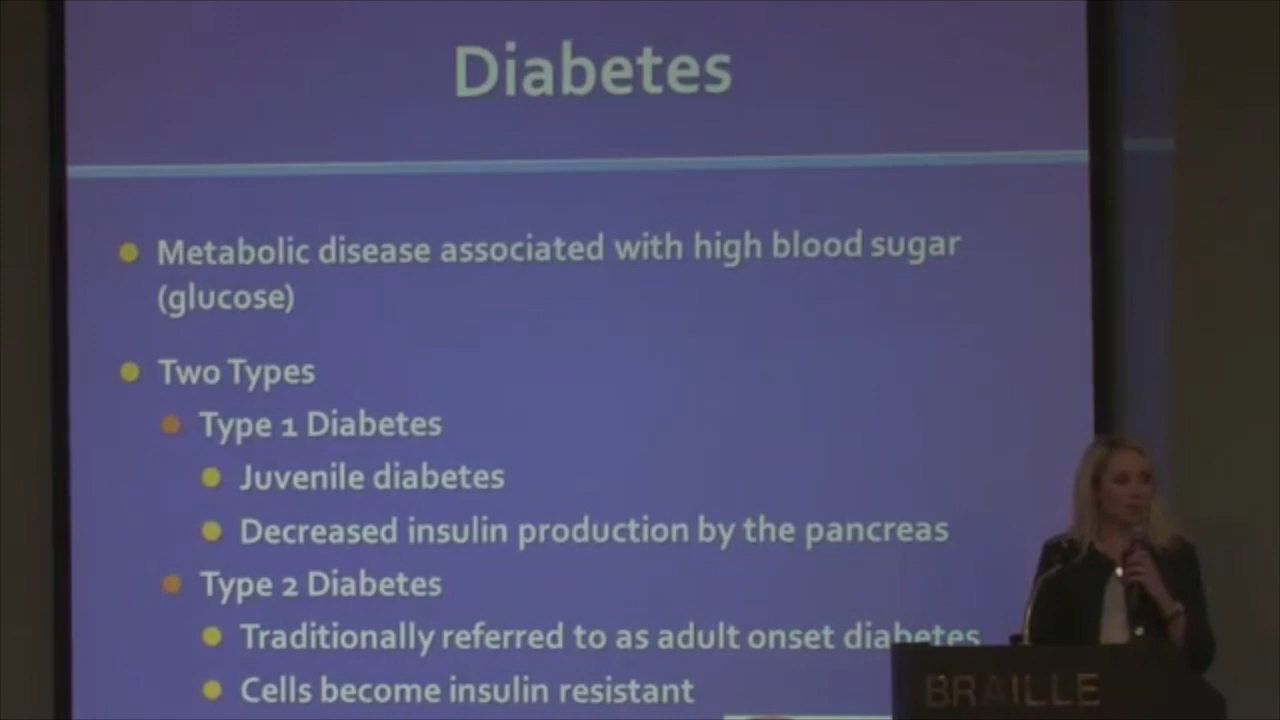 Diabetes
Metabolic disease associated with high blood sugar
(glucose)
Two Types
Type 1 Diabetes
Juvenile diabetes
Decreased insulin production by the pancreas
Type 2 Diabetes
Traditionally referred to as adult onset diabetes
Cells become insulin resistant
BRAILLE